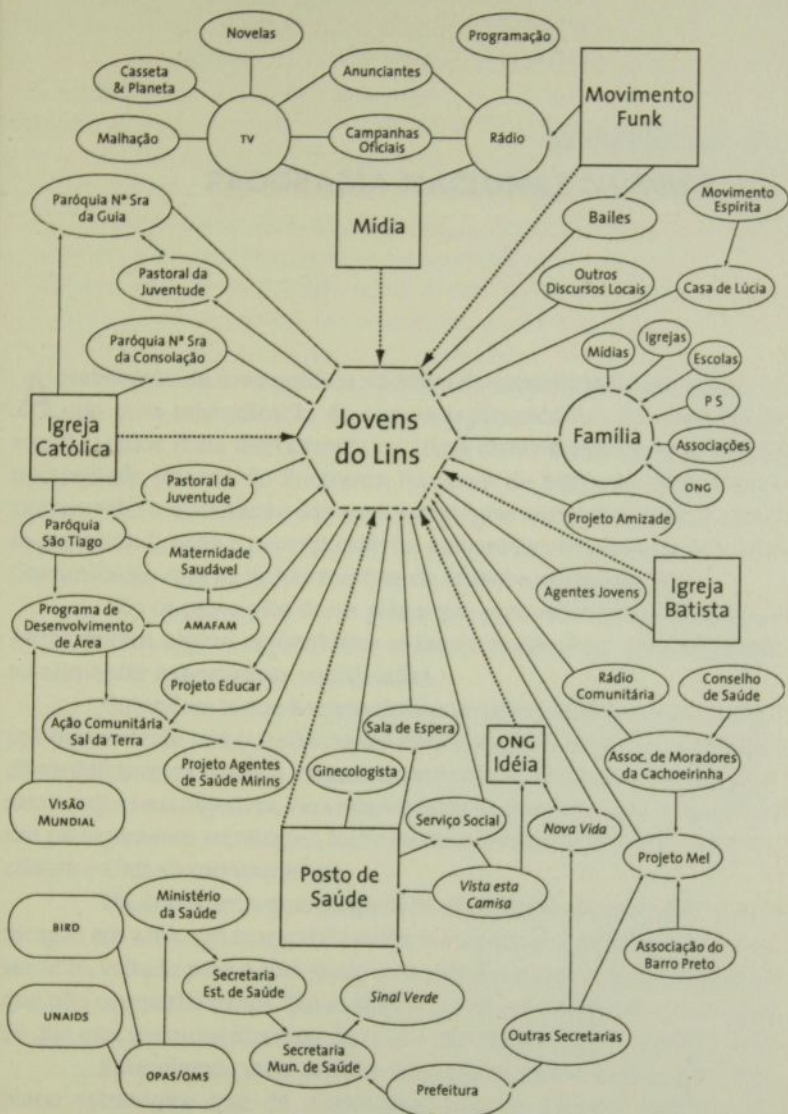 Novelas
Programação
Casseta
& Planeta
Anunciantes
Movimento
Funk
Malhação
TV
Campanhas
Oficiais
Rádio
Paróquia Nª Sra
da Guia
Mídia
Bailes
Movimento
Espírita
Pastoral da
Juventude
Outros
Discursos Locais
Casa de Lúcia
Paróquia Nª Sra
da Consolação
Mídias
Igrejas
Escolas
P S
Igreja
Católica
Jovens
do Lins
Família
Associações
ONG
Pastoral da
Juventude
Projeto Amizade
Paróquia
São Tiago
Maternidade
Saudável
Agentes Jovens
Igreja
Batista
Programa de
Desenvolvimento
de Área
AMAFAM
Projeto Educar
Rádio
Comunitária
Conselho
de Saúde
Ação Comunitária
Sal da Terra
Projeto Agentes
de Saúde Mirins
Sala de Espera
Ginecologista
ONG
Idéia
Assoc. de Moradores
da Cachoeirinha
VISÃO
MUNDIAL
Serviço Social
Nova Vida
Projeto Mel
Posto de
Saúde
Vista esta
Camisa
Ministério
da Saúde
BIRD
Associação do
Barro Preto
Secretaria
Est. de Saúde
Sinal Verde
UNAIDS
Outras Secretarias
Secretaria
Mun. de Saúde
OPAS/OMS
Prefeitura